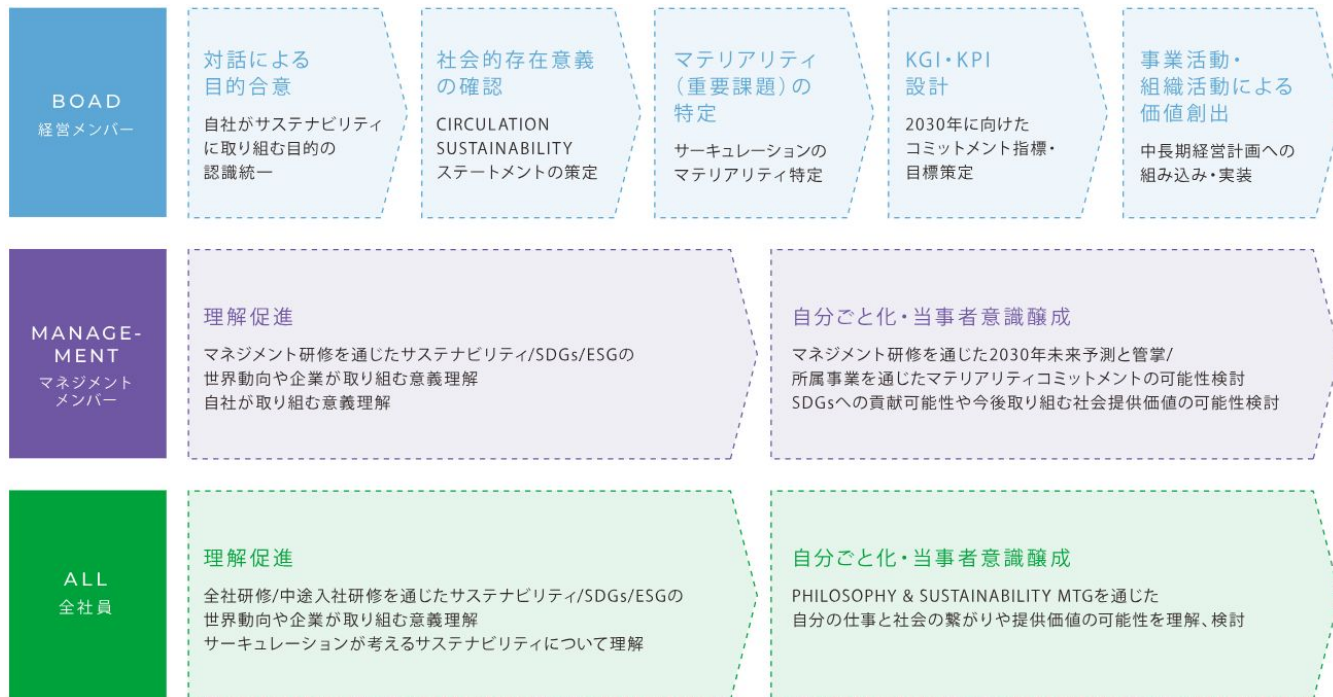 BOAD
経営メンバー
対話による
目的合意
自社がサステナビリティ
に取り組む目的の
認識統一
社会的存在意義
の確認
CIRCULATION
SUSTAINABILITY
ステートメントの策定
マテリアリティ
(重要課題)の
特定
サーキュレーションの
マテリアリティ特定
KGI・KPI
設計
2030年に向けた
コミットメント指標・
目標策定
事業活動・
組織活動による
価値創出
中長期経営計画への
組み込み・実装
MANAGE-
MENT
マネジメント
メンバー
理解促進
マネジメント研修を通じたサステナビリティ/SDGs/ESGの
世界動向や企業が取り組む意義理解
自社が取り組む意義理解
自分ごと化・当事者意識醸成
マネジメント研修を通じた2030年未来予測と管掌/
所属事業を通じたマテリアリティコミットメントの可能性検討
SDGsへの貢献可能性や今後取り組む社会提供価値の可能性検討
ALL
全社員
理解促進
全社研修/中途入社研修を通じたサステナビリティ/SDGs/ESGの
世界動向や企業が取り組む意義理解
サーキュレーションが考えるサステナビリティについて理解
自分ごと化・当事者意識醸成
PHILOSOPHY & SUSTAINABILITY MTGを通じた
自分の仕事と社会の繋がりや提供価値の可能性を理解、検討